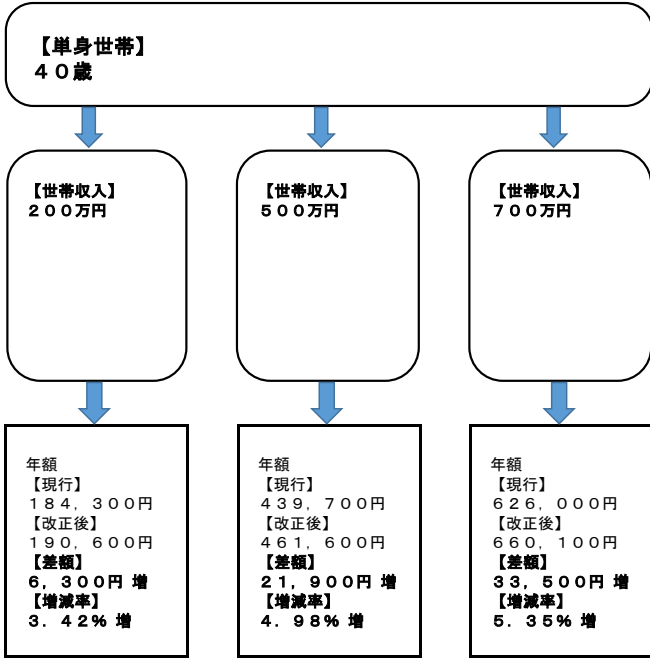 【単身世帯】
４０歳
【世帯収入】
２００万円
【世帯収入】
５００万円
【世帯収入】
７００万円
年額
【現行】
１８４，３００円
【改正後】
１９０，６００円
【差額】
６，３００円 増
【増減率】
３．４２％ 増
年額
【現行】
４３９，７００円
【改正後】
４６１，６００円
【差額】
２１，９００円 増
【増減率】
４．９８％ 増
年額
【現行】
６２６，０００円
【改正後】
６６０，１００円
【差額】
３３，５００円 増
【増減率】
５．３５％ 増